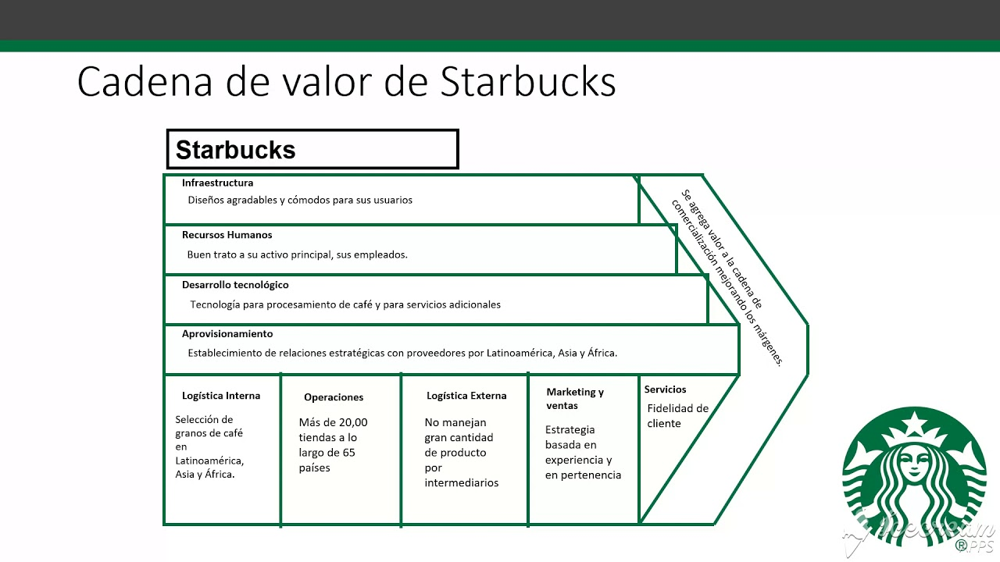 Cadena de valor de Starbucks
Starbucks
Infraestructura
Diseños agradables y cómodos para sus usuarios
Recursos Humanos
Buen trato a su activo principal, sus empleados.
Desarrollo tecnológico
Tecnología para procesamiento de café y para servicios adicionales
Aprovisionamiento
Establecimiento de relaciones estratégicas con proveedores por Latinoamérica, Asia y África.
Se agrega valor a la cadena de
comercialización mejorando los márgenes.
Logística Interna
Selección de
granos de café
en
Latinoamérica,
Asia y África.
Operaciones
Más de 20,00
tiendas a lo
largo de 65
países
Logística Externa
No manejan
gran cantidad
de producto
por
intermediarios
Marketing y
ventas
Estrategia
basada en
experiencia y
en pertenencia
Servicios
Fidelidad de
cliente
Icecream
APPS
®